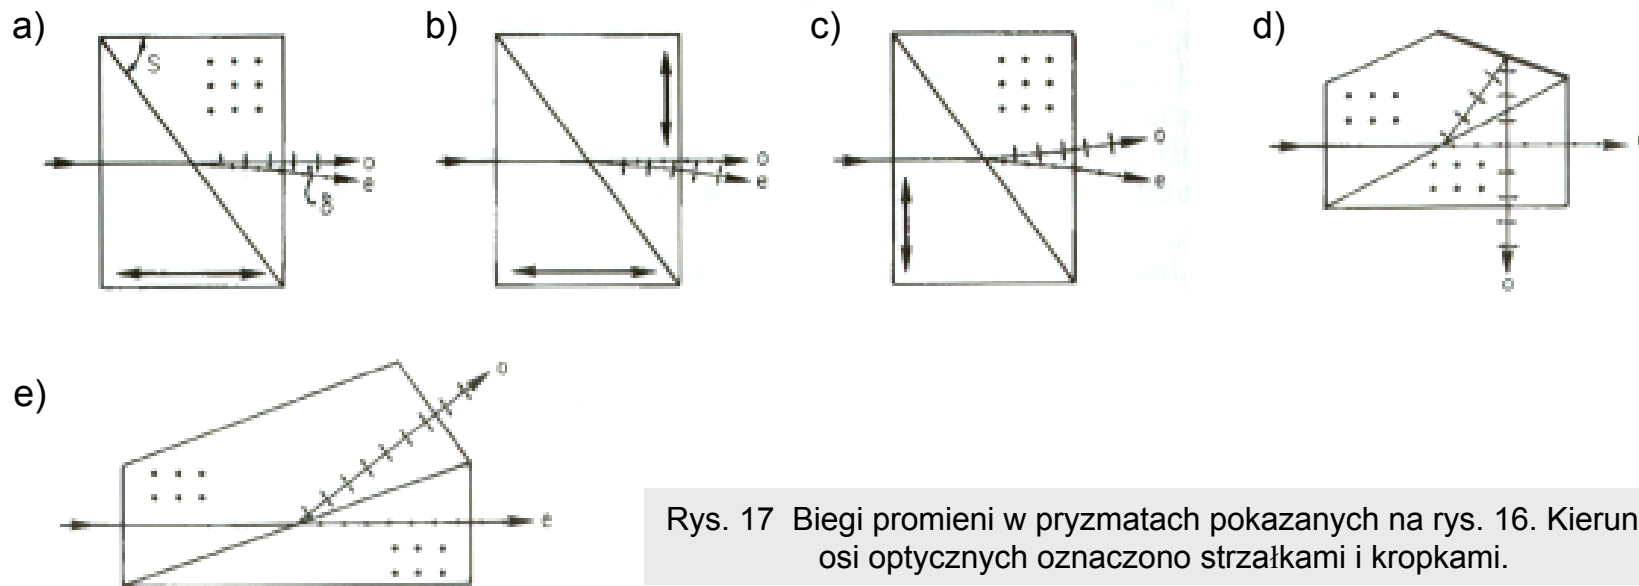 a)
b)
c)
d)
S
o
e
δ
o
e
o
e
o
e)
o
e
Rys. 17 Biegi promieni w pryzmatach pokazanych na rys. 16. Kierun
osi optycznych oznaczono strzałkami i kropkami.